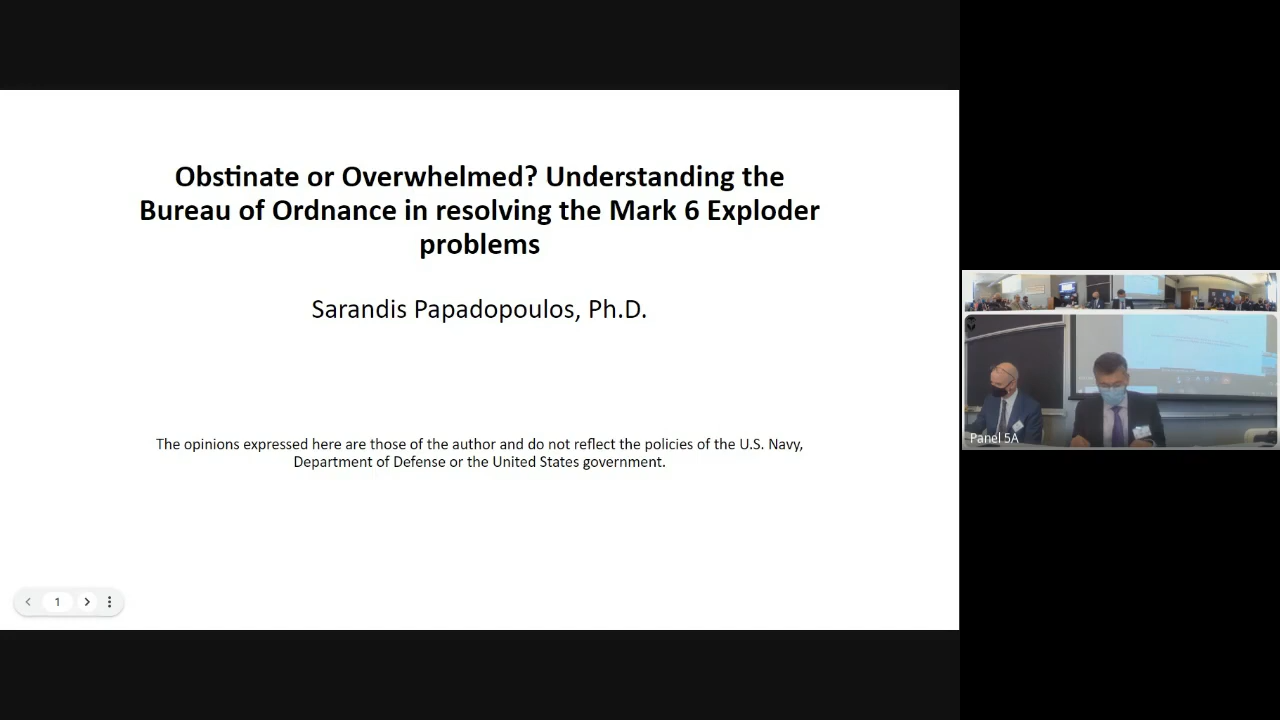 Obstinate or Overwhelmed? Understanding the
Bureau of Ordnance in resolving the Mark 6 Exploder
problems
Sarandis Papadopoulos, Ph.D.
The opinions expressed here are those of the author and do not reflect the policies of the U.S. Navy,
Department of Defense or the United States government.
1
Panel 5A